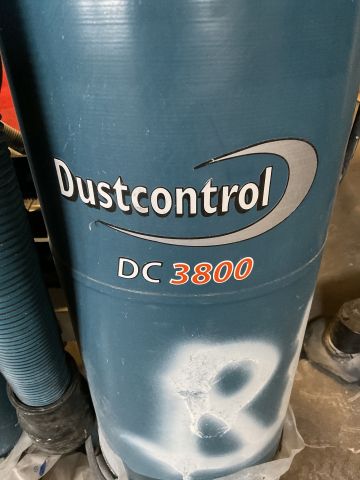 Dustcontrol
DC 3800
B